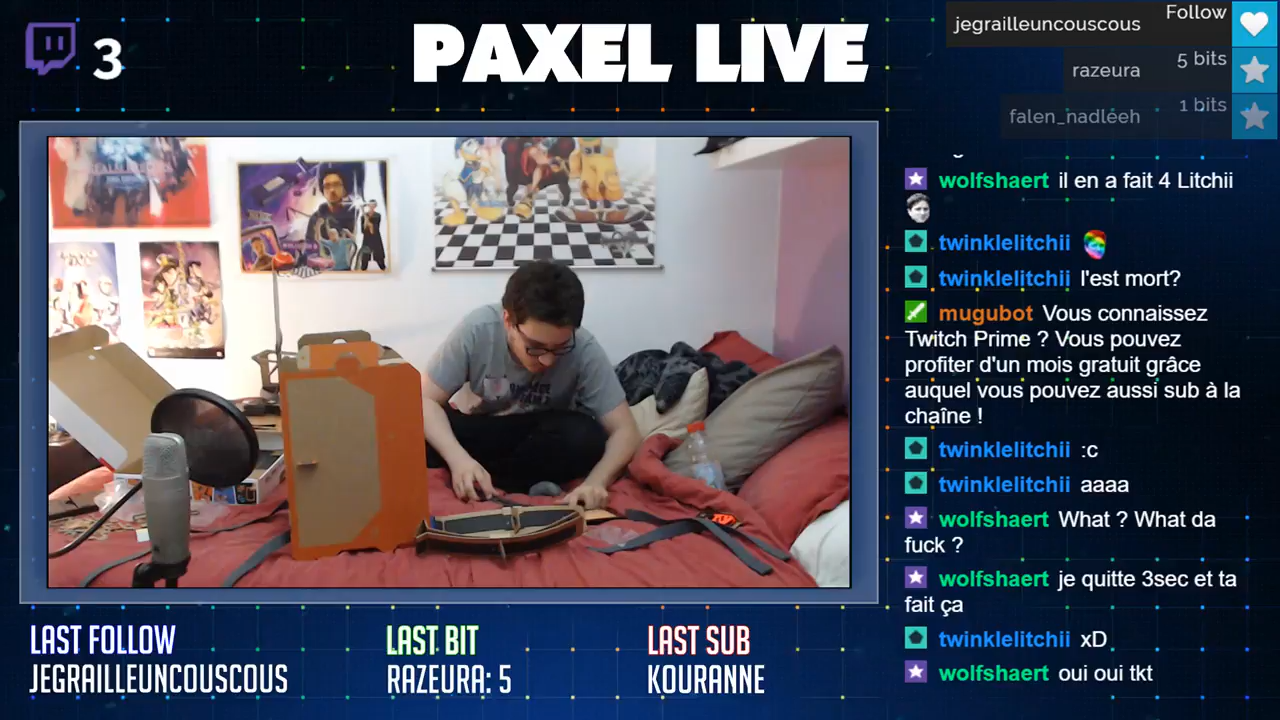 3
PAXEL LIVE
jegrailleuncouscous Follow
razeura 5 bits
falen_nadleeh 1 bits
wolfshaert il en a fait 4 Litchii
twinklelitchii
twinklelitchii l'est mort?
mugubot Vous connaissez
Twitch Prime ? Vous pouvez
profiter d'un mois gratuit grâce
auquel vous pouvez aussi sub à la
chaîne !
twinklelitchii :c
twinklelitchii aaaa
wolfshaert What ? What da
fuck ?
wolfshaert je quitte 3sec et ta
fait ça
twinklelitchii xD
wolfshaert oui oui tkt
LAST FOLLOW
JEGRAILLEUNCOUSCOUS
LAST BIT
RAZEURA: 5
LAST SUB
KOURANNE